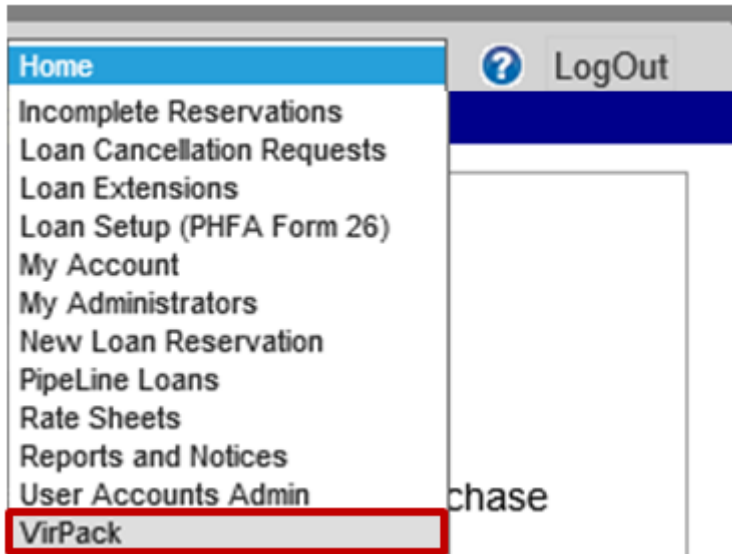 Home
? LogOut
Incomplete Reservations
Loan Cancellation Requests
Loan Extensions
Loan Setup (PHFA Form 26)
My Account
My Administrators
New Loan Reservation
PipeLine Loans
Rate Sheets
Reports and Notices
User Accounts Admin
chase
VirPack